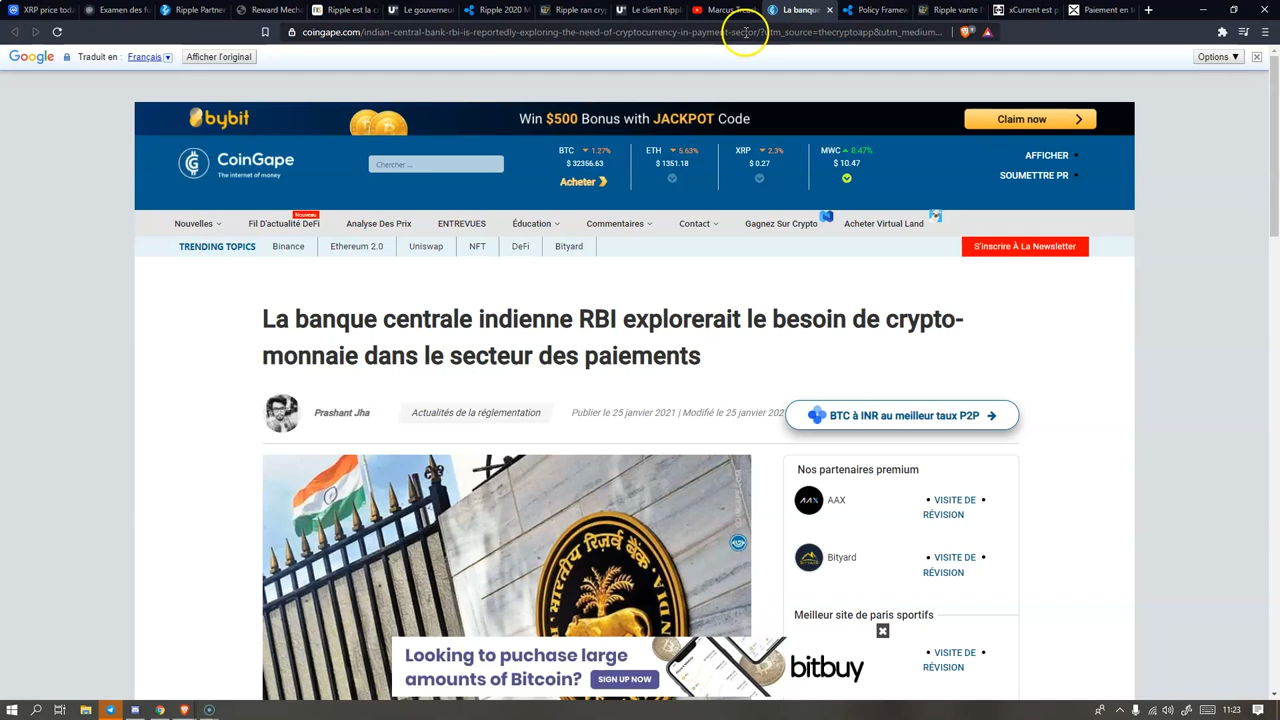 XRP price toda
Examen des fu
Ripple Partner
Reward Mecha
Ripple est la c
Le gouverneur
Ripple 2020 M
Ripple ran cryp
Le client Rippl
Marcus Treas
La banque
Policy Framew
Ripple vante l
xCurrent est p
Paiement en t
coingape.com/indian-central-bank-rbi-is-reportedly-exploring-the-need-of-cryptocurrency-in-payment-sector/?utm_source=thecryptoapp&utm_medium...
Google
Traduit en :
Français
Afficher l'original
Options ▼
bybit
Win $500 Bonus with JACKPOT Code
Claim now
CoinGape
The internet of money
Chercher ...
BTC 1.27%
$ 32356.63
Acheter
ETH 5.63%
$ 1351.18
XRP 2.3%
$ 0.27
MWC 8.47%
$ 10.47
AFFICHER
SOUMETTRE PR
Nouvelles
Nouveau
Fil D'actualité DeFi
Analyse Des Prix
ENTREVUES
Éducation
Commentaires
Contact
Gagnez Sur Crypto
Acheter Virtual Land
TRENDING TOPICS
Binance
Ethereum 2.0
Uniswap
NFT
DeFi
Bityard
S'inscrire À La Newsletter
La banque centrale indienne RBI explorerait le besoin de crypto-
monnaie dans le secteur des paiements
Prashant Jha
Actualités de la réglementation
Publier le 25 janvier 2021 | Modifié le 25 janvier 202
BTC à INR au meilleur taux P2P
Nos partenaires premium
AAX
AAX
• VISITE DE •
RÉVISION
Bityard
• VISITE DE •
RÉVISION
Meilleur site de paris sportifs
• VISITE DE •
RÉVISION
भारतीय रिज़र्व बैंक
Looking to puchase large
amounts of Bitcoin?
SIGN UP NOW
bitbuy
11:23